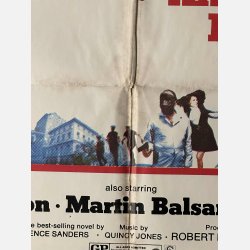 also starring
on · Martin Balsa
best-selling novel by Music by
ENCE SANDERS · QUINCY JONES · ROBERT
GP